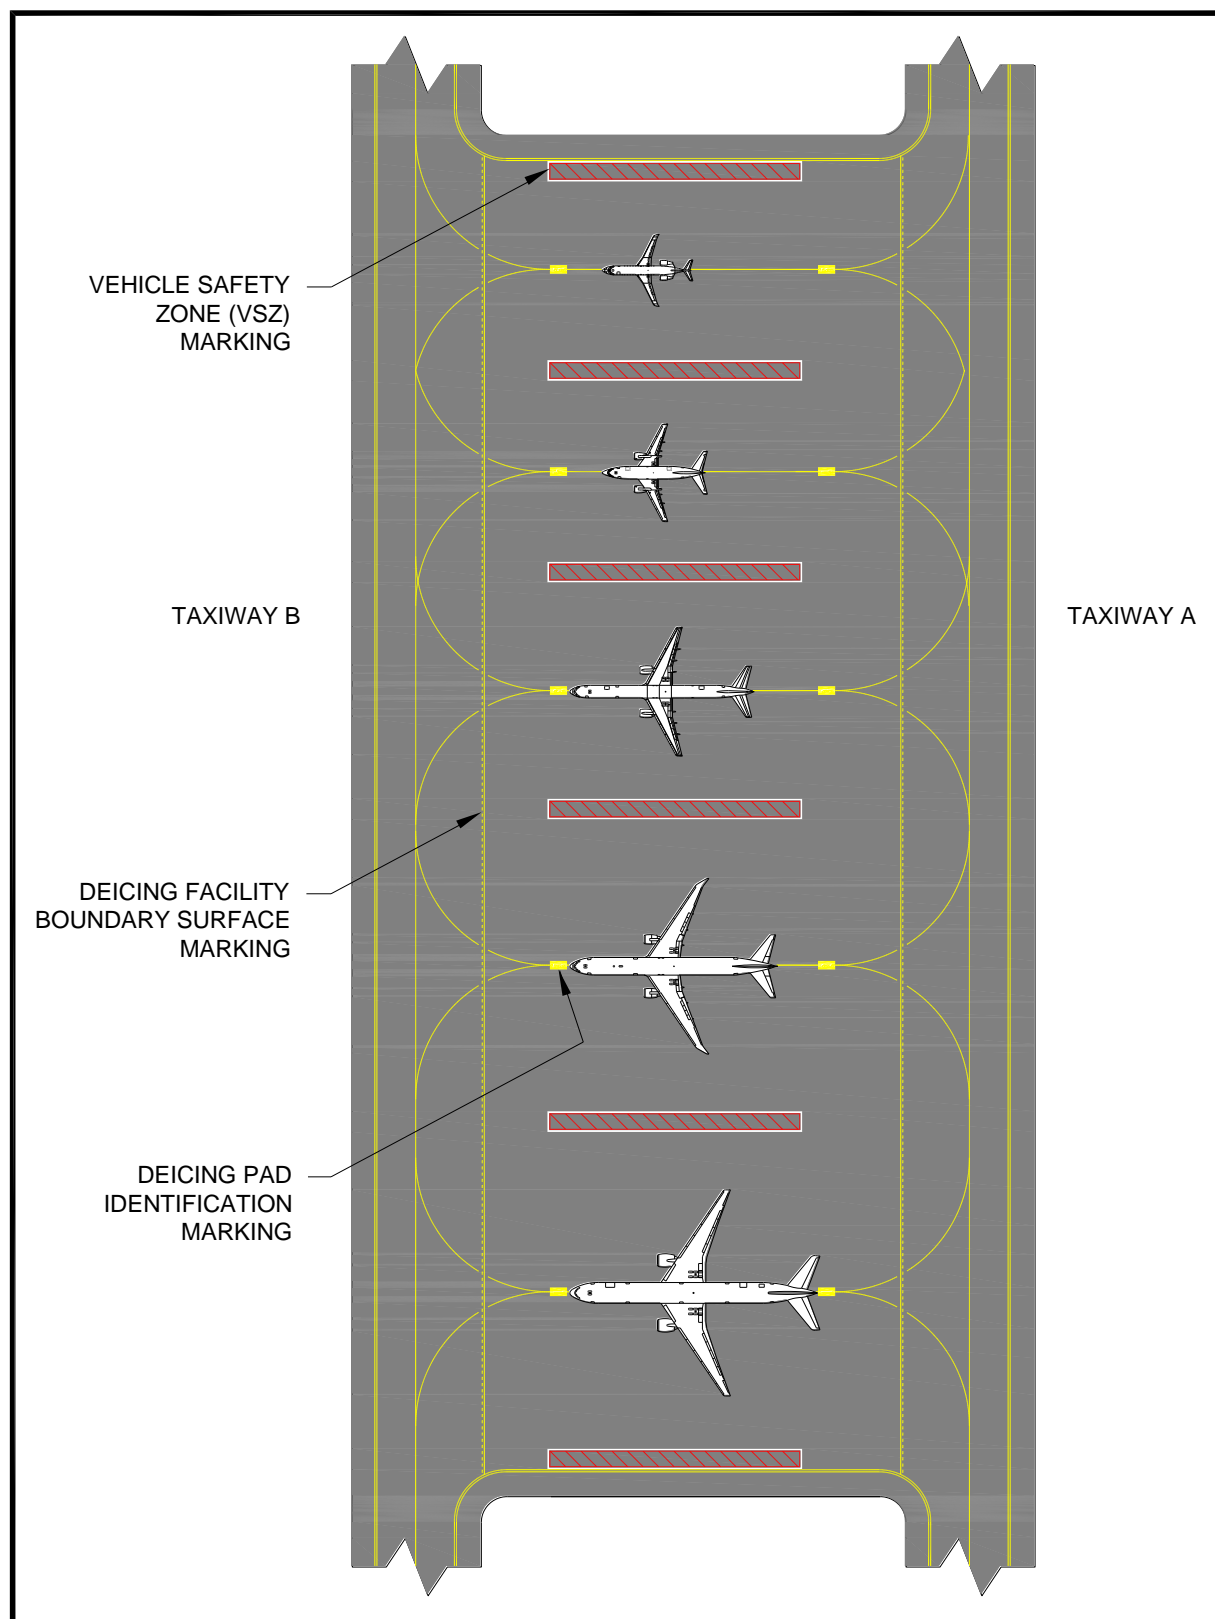 VEHICLE SAFETY
ZONE (VSZ)
MARKING
TAXIWAY B
TAXIWAY A
DEICING FACILITY
BOUNDARY SURFACE
MARKING
DEICING PAD
IDENTIFICATION
MARKING